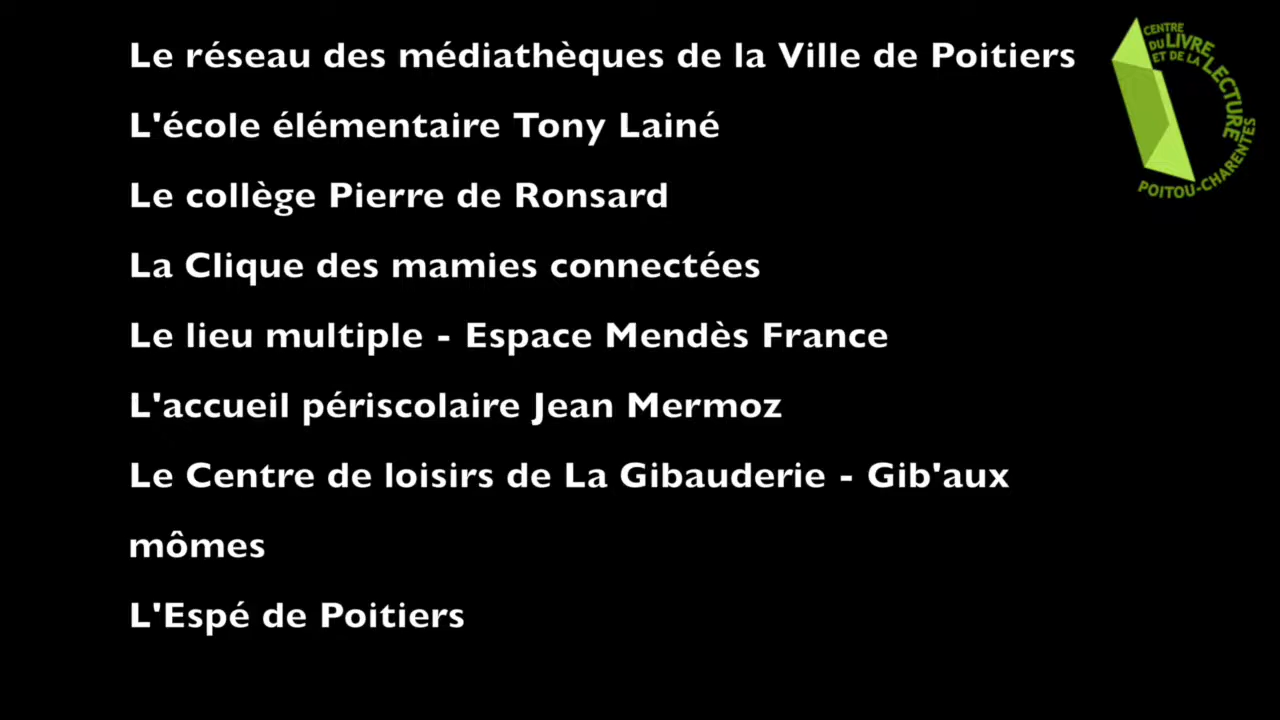 Le réseau des médiathèques de la Ville de Poitiers
L'école élémentaire Tony Lainé
Le collège Pierre de Ronsard
La Clique des mamies connectées
Le lieu multiple - Espace Mendès France
L'accueil périscolaire Jean Mermoz
Le Centre de loisirs de La Gibauderie - Gib'aux
mômes
L'Espé de Poitiers
CENTRE
DU LIVRE
ET DE LA LECTURE
POITOU-CHARENTES